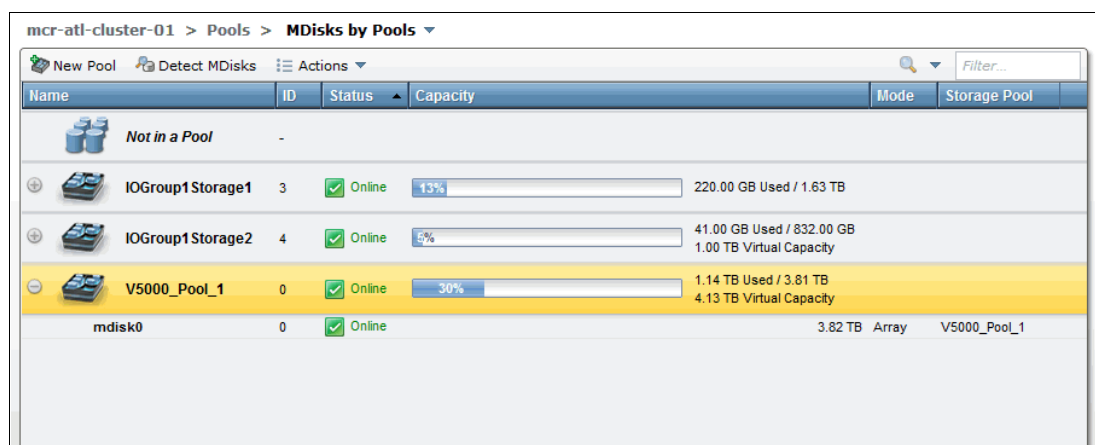 mcr-atl-cluster-01 > Pools > MDisks by Pools
New Pool Detect MDisks Actions Filter...
Name ID Status Capacity Mode Storage Pool
Not in a Pool -
IOGroup1Storage1 3 Online 13% 220.00 GB Used / 1.63 TB
IOGroup1Storage2 4 Online 41.00 GB Used / 832.00 GB
1.00 TB Virtual Capacity
V5000_Pool_1 0 Online 30% 1.14 TB Used / 3.81 TB
4.13 TB Virtual Capacity
mdisk0 0 Online 3.82 TB Array V5000_Pool_1